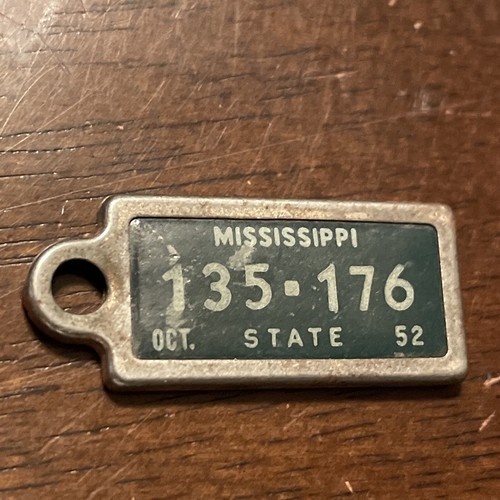 MISSISSIPPI
135·176
OCT. STATE 52